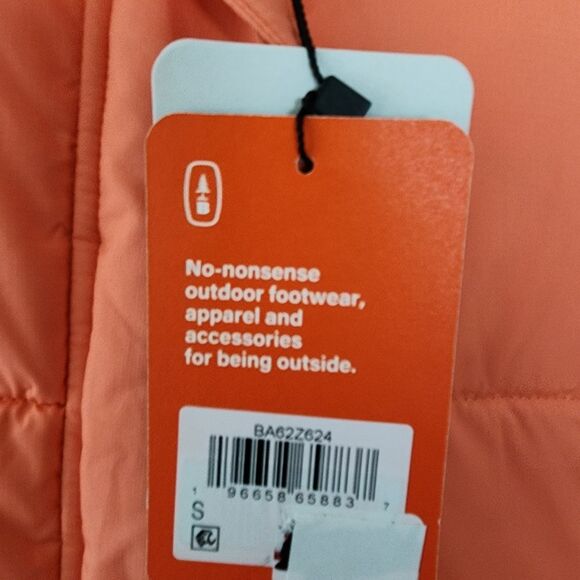 No-nonsense
outdoor footwear,
apparel and
accessories
for being outside.
BA62Z624
1 96658 65883 7
S